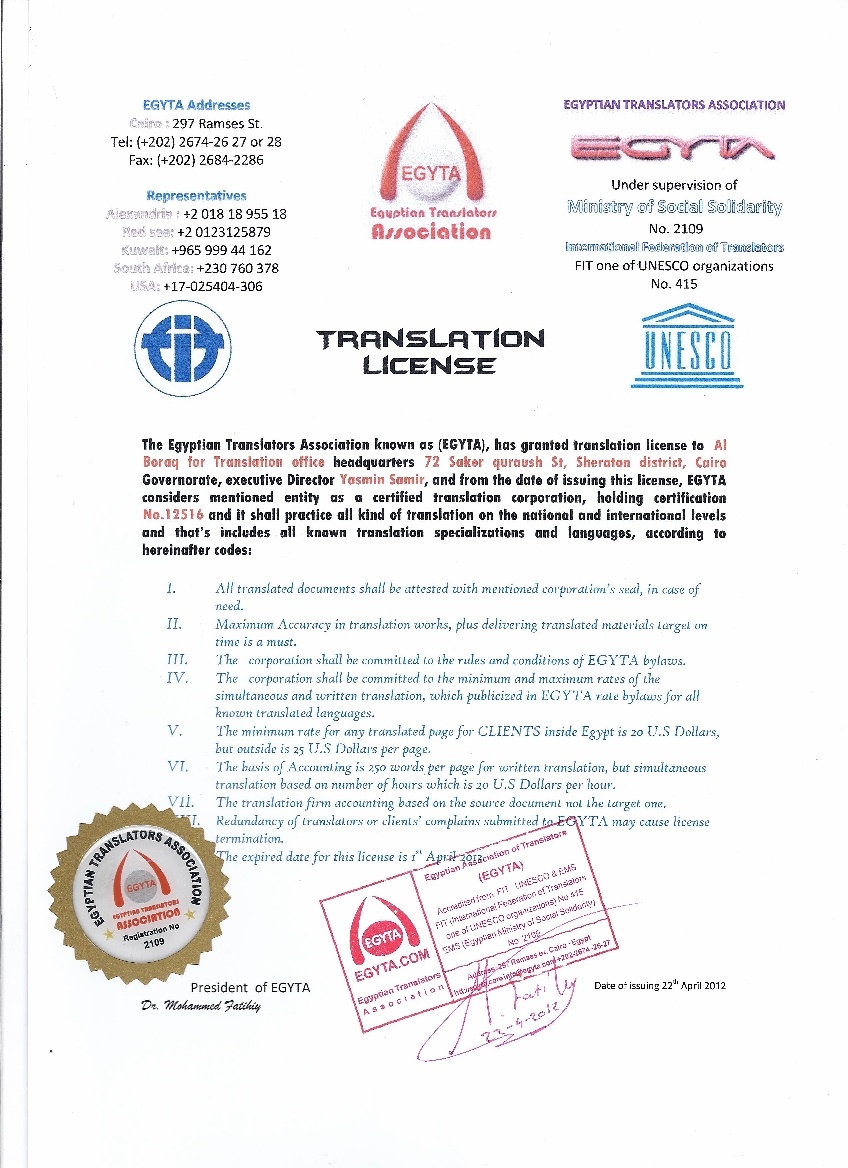 EGYTA Addresses
Cairo : 297 Ramses St.
Tel: (+202) 2674-26 27 or 28
Fax: (+202) 2684-2286
Representatives
Alexandria : +2 018 18 955 18
Red sea: +2 0123125879
Kuwait: +965 999 44 162
South Africa: +230 760 378
USA: +17-025404-306
EGYTA
Egyptian Translators
Association
EGYPTIAN TRANSLATORS ASSOCIATION
EGYTA
Under supervision of
Ministry of Social Solidarity
No. 2109
International Federation of Translators
FIT one of UNESCO organizations
No. 415
TRANSLATION
LICENSE
UNESCO
The Egyptian Translators Association known as (EGYTA), has granted translation license to Al
Boraq for Translation office headquarters 72 Saker quraush St, Sheraton district, Cairo
Governorate, executive Director Yasmin Samir, and from the date of issuing this license, EGYTA
considers mentioned entity as a certified translation corporation, holding certification
No.12516 and it shall practice all kind of translation on the national and international levels
and that's includes all known translation specializations and languages, according to
hereinafter codes:
I. All translated documents shall be attested with mentioned corporation's seal, in case of
need.
II. Maximum Accuracy in translation works, plus delivering translated materials target on
time is a must.
III. The corporation shall be committed to the rules and conditions of EGYTA bylaws.
IV. The corporation shall be committed to the minimum and maximum rates of the
simultaneous and written translation, which publicized in EGYTA rate bylaws for all
known translated languages.
V. The minimum rate for any translated page for CLIENTS inside Egypt is 20 U.S Dollars,
but outside is 25 U.S Dollars per page.
VI. The basis of Accounting is 250 words per page for written translation, but simultaneous
translation based on number of hours which is 20 U.S Dollars per hour.
VII. The translation firm accounting based on the source document not the target one.
Redundancy of translators or clients' complains submitted to EGYTA may cause license
termination.
The expired date for this license is 1st April 2013
EGYPTIAN TRANSLATORS ASSOCIATION
EGYTA
EGYPTIAN TRANSLATORS
ASSOCIATION
Registration No
2109
EGYTA
EGYTA.COM
Egyptian Translators
Association
Egyptian Association of Translators
(EGYTA)
Accredited from FIT - UNESCO & EMS
FIT (International Federation of Translators
one of UNESCO organizations) No 415
EMS (Egyptian Ministry of Social Solidarity)
No. 2109
Address: 297 Ramses st, Cairo - Egypt
+202-2674-26-27
23-4-2012
President of EGYTA
Dr. Mohammed Fatihiy
Date of issuing 22th April 2012